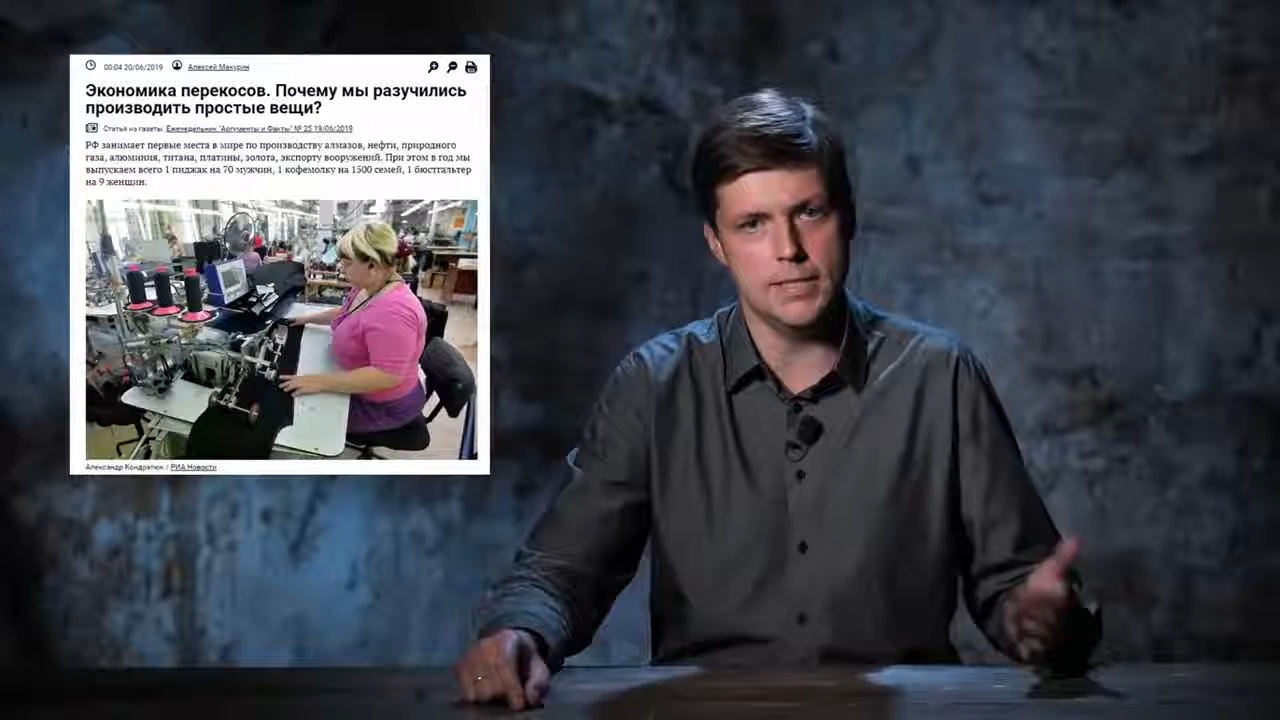 00:04 20/06/2019 Алексей Макурин
Экономика перекосов. Почему мы разучились
производить простые вещи?
Статья из газеты: Еженедельник "Аргументы и Факты" № 25 19/06/2019
РФ занимает первые места в мире по производству алмазов, нефти, природного
газа, алюминия, титана, платины, золота, экспорту вооружений. При этом в год мы
выпускаем всего 1 пиджак на 70 мужчин, 1 кофемолку на 1500 семей, 1 бюстгальтер
на 9 женщин.
Александр Кондратюк / РИА Новости